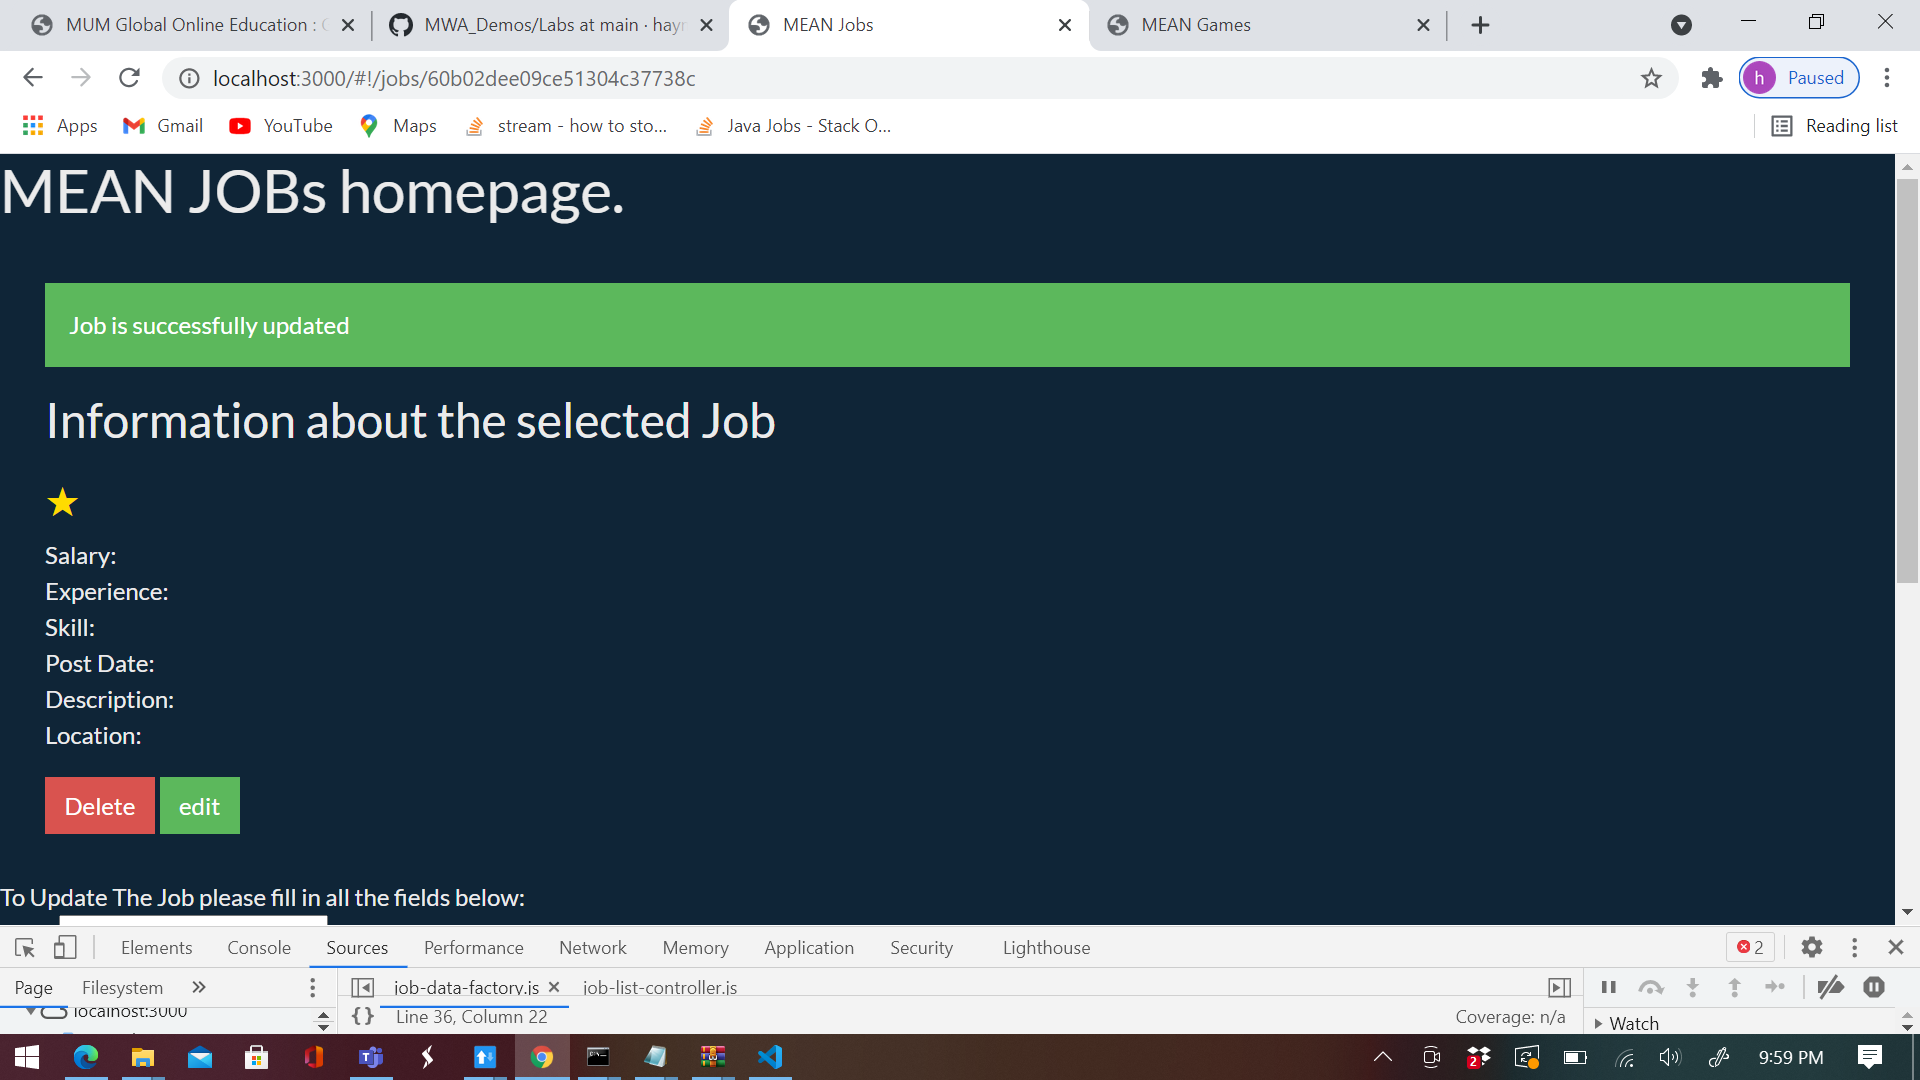 MUM Global Online Education :
MWA_Demos/Labs at main · hayr
MEAN Jobs
MEAN Games
localhost:3000/#!/jobs/60b02dee09ce51304c37738c
h
Paused
Apps
Gmail
YouTube
Maps
stream - how to sto...
Java Jobs - Stack O...
Reading list
MEAN JOBs homepage.
Job is successfully updated
Information about the selected Job
Salary:
Experience:
Skill:
Post Date:
Description:
Location:
Delete
edit
To Update The Job please fill in all the fields below:
Elements
Console
Sources
Performance
Network
Memory
Application
Security
Lighthouse
2
Page
Filesystem
job-data-factory.js
job-list-controller.js
localhost:3000
{}
Line 36, Column 22
Coverage: n/a
Watch
2
9:59 PM